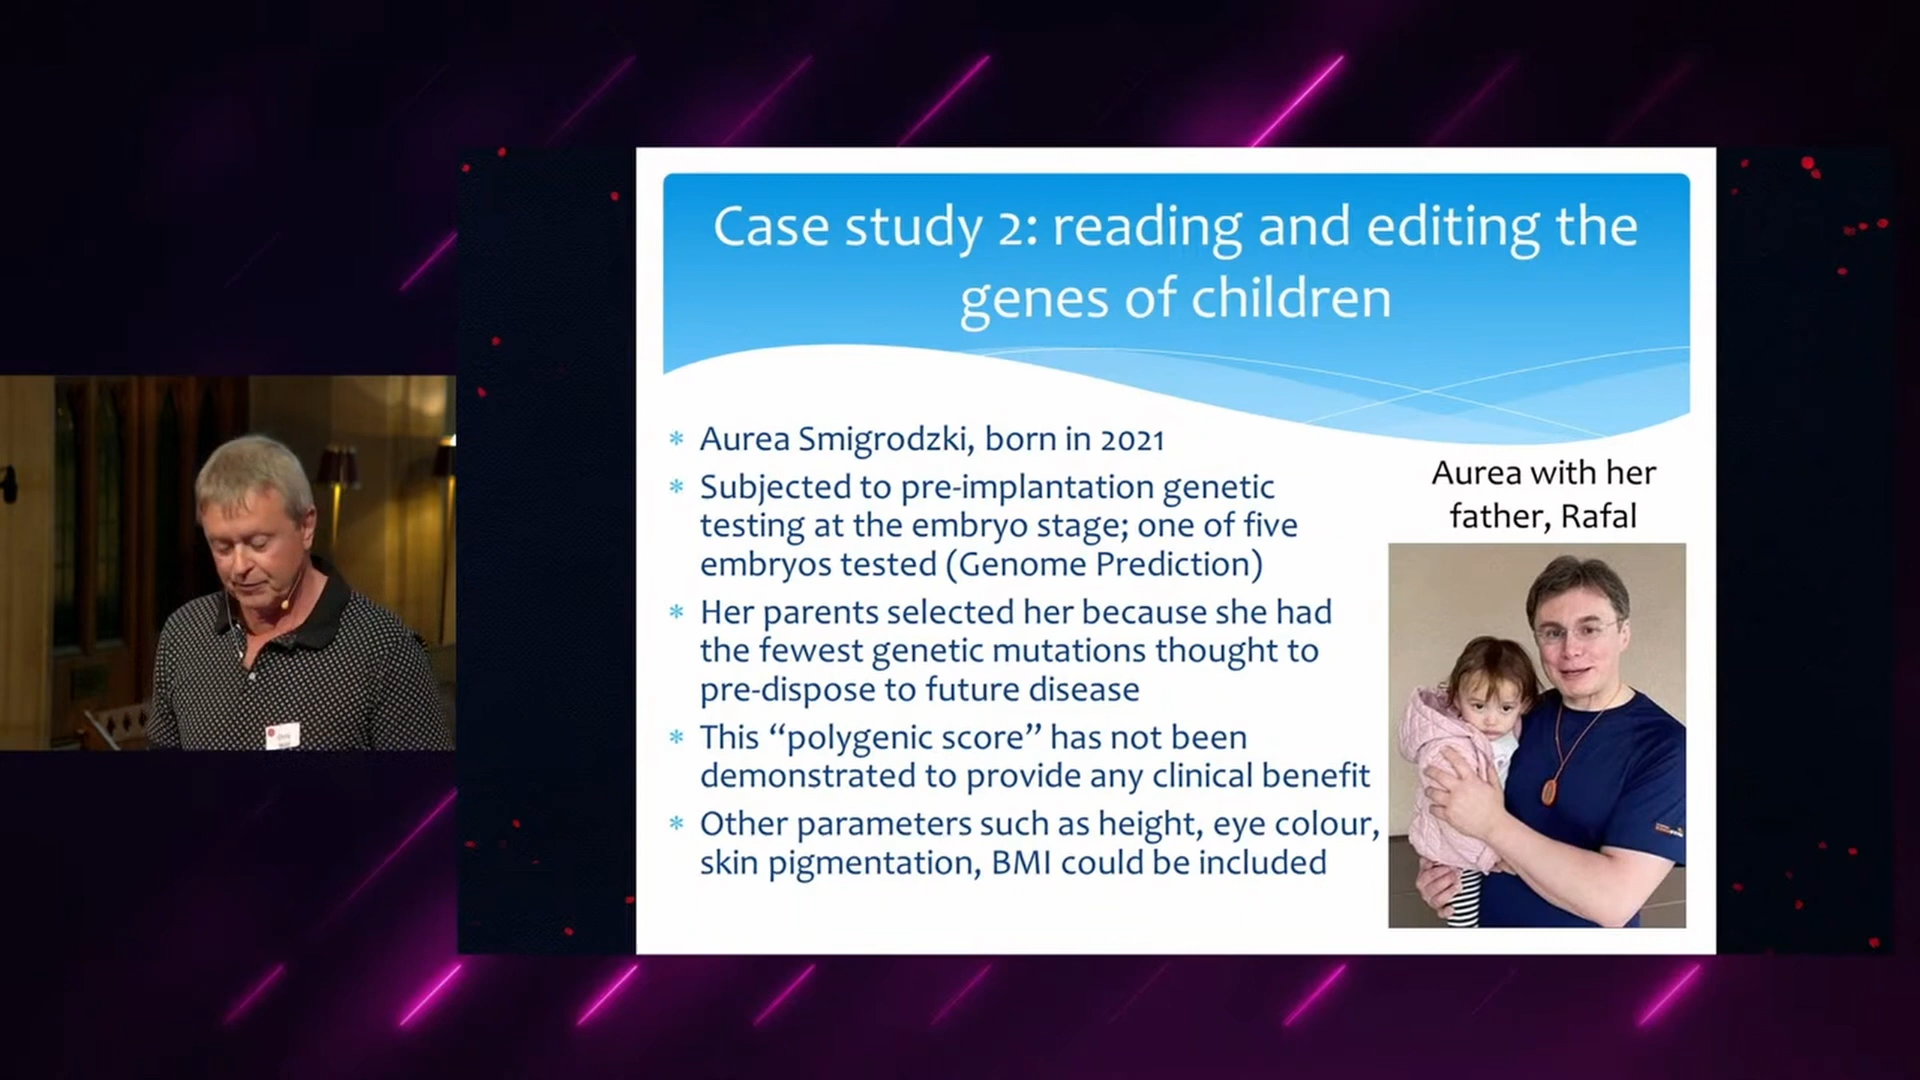 Case study 2: reading and editing the
genes of children
* Aurea Smigrodzki, born in 2021
* Subjected to pre-implantation genetic
testing at the embryo stage; one of five
embryos tested (Genome Prediction)
* Her parents selected her because she had
the fewest genetic mutations thought to
pre-dispose to future disease
* This “polygenic score” has not been
demonstrated to provide any clinical benefit
* Other parameters such as height, eye colour,
skin pigmentation, BMI could be included
Aurea with her
father, Rafal